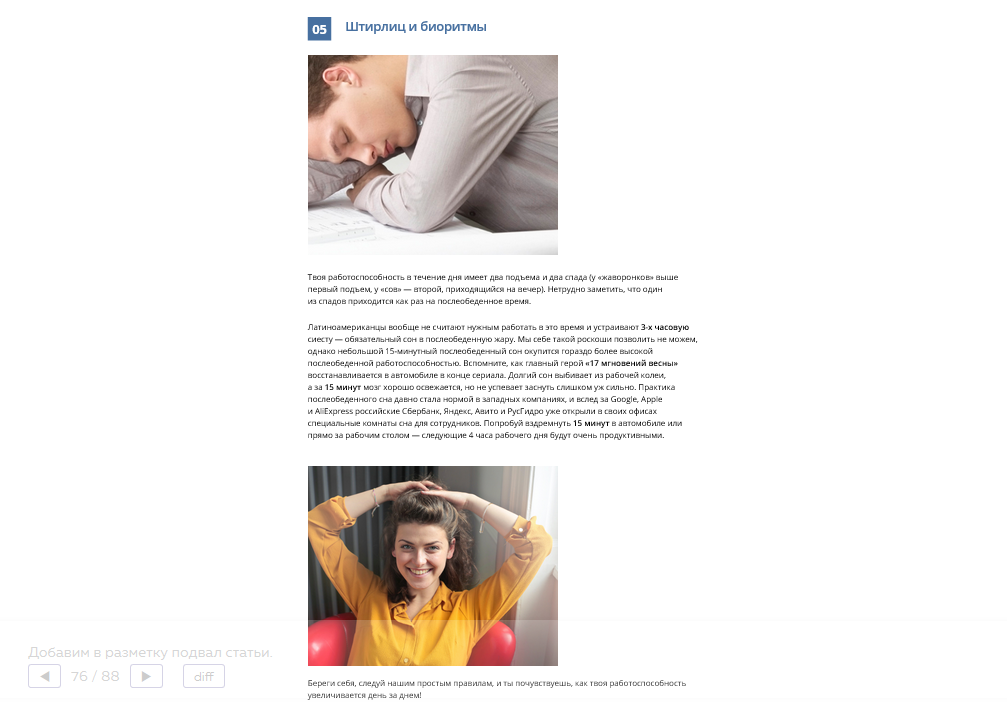 05 Штирлиц и биоритмы
Твоя работоспособность в течение дня имеет два подъема и два спада (у «жаворонков» выше
первый подъем, у «сов» — второй, приходящийся на вечер). Нетрудно заметить, что один
из спадов приходится как раз на послеобеденное время.
Латиноамериканцы вообще не считают нужным работать в это время и устраивают 3-х часовую
сиесту — обязательный сон в послеобеденную жару. Мы себе такой роскоши позволить не можем,
однако небольшой 15-минутный послеобеденный сон окупится гораздо более высокой
послеобеденной работоспособностью. Вспомните, как главный герой «17 мгновений весны»
восстанавливается в автомобиле в конце сериала. Долгий сон выбивает из рабочей колеи,
а за 15 минут мозг хорошо освежается, но не успевает заснуть слишком уж сильно. Практика
послеобеденного сна давно стала нормой в западных компаниях, и вслед за Google, Apple
и AliExpress российские Сбербанк, Яндекс, Авито и РусГидро уже открыли в своих офисах
специальные комнаты сна для сотрудников. Попробуй вздремнуть 15 минут в автомобиле или
прямо за рабочим столом — следующие 4 часа рабочего дня будут очень продуктивными.
Добавим в разметку подвал статьи.
76 / 88 diff
Береги себя, следуй нашим простым правилам, и ты почувствуешь, как твоя работоспособность
увеличивается день за днем!